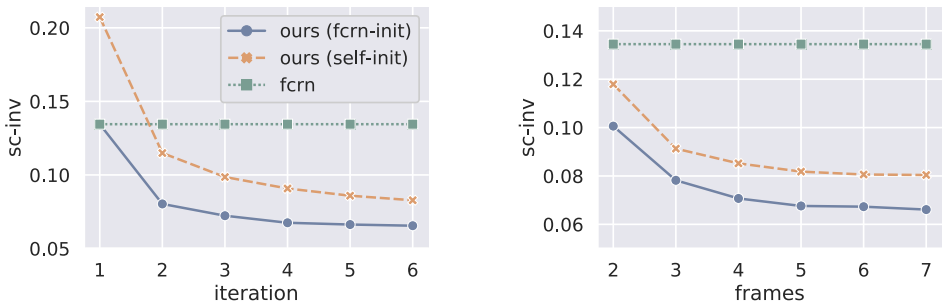 0.20
0.15
0.10
0.05
sc-inv
ours (fcrn-init)
ours (self-init)
fcrn
1 2 3 4 5 6
iteration
0.14
0.12
0.10
0.08
0.06
sc-inv
2 3 4 5 6 7
frames